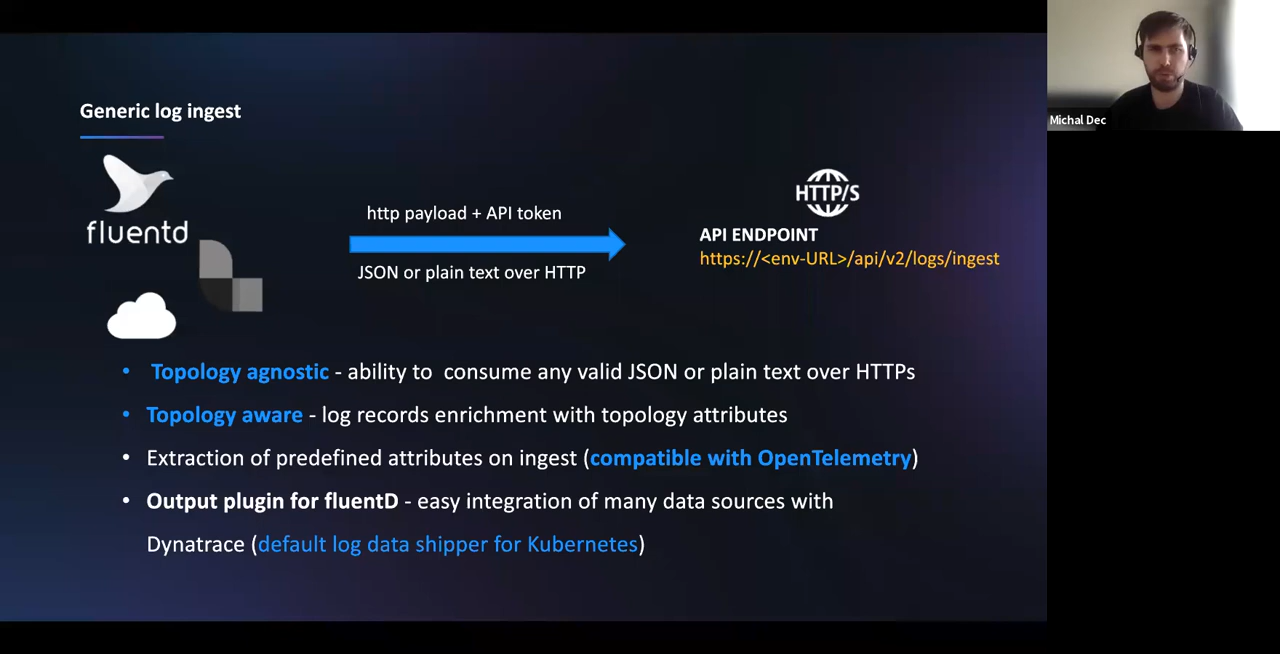 Generic log ingest
fluentd
http payload + API token
JSON or plain text over HTTP
HTTP/S
API ENDPOINT
https://<env-URL>/api/v2/logs/ingest
• Topology agnostic - ability to consume any valid JSON or plain text over HTTPs
• Topology aware - log records enrichment with topology attributes
• Extraction of predefined attributes on ingest (compatible with OpenTelemetry)
• Output plugin for fluentD - easy integration of many data sources with
Dynatrace (default log data shipper for Kubernetes)
Michal Dec